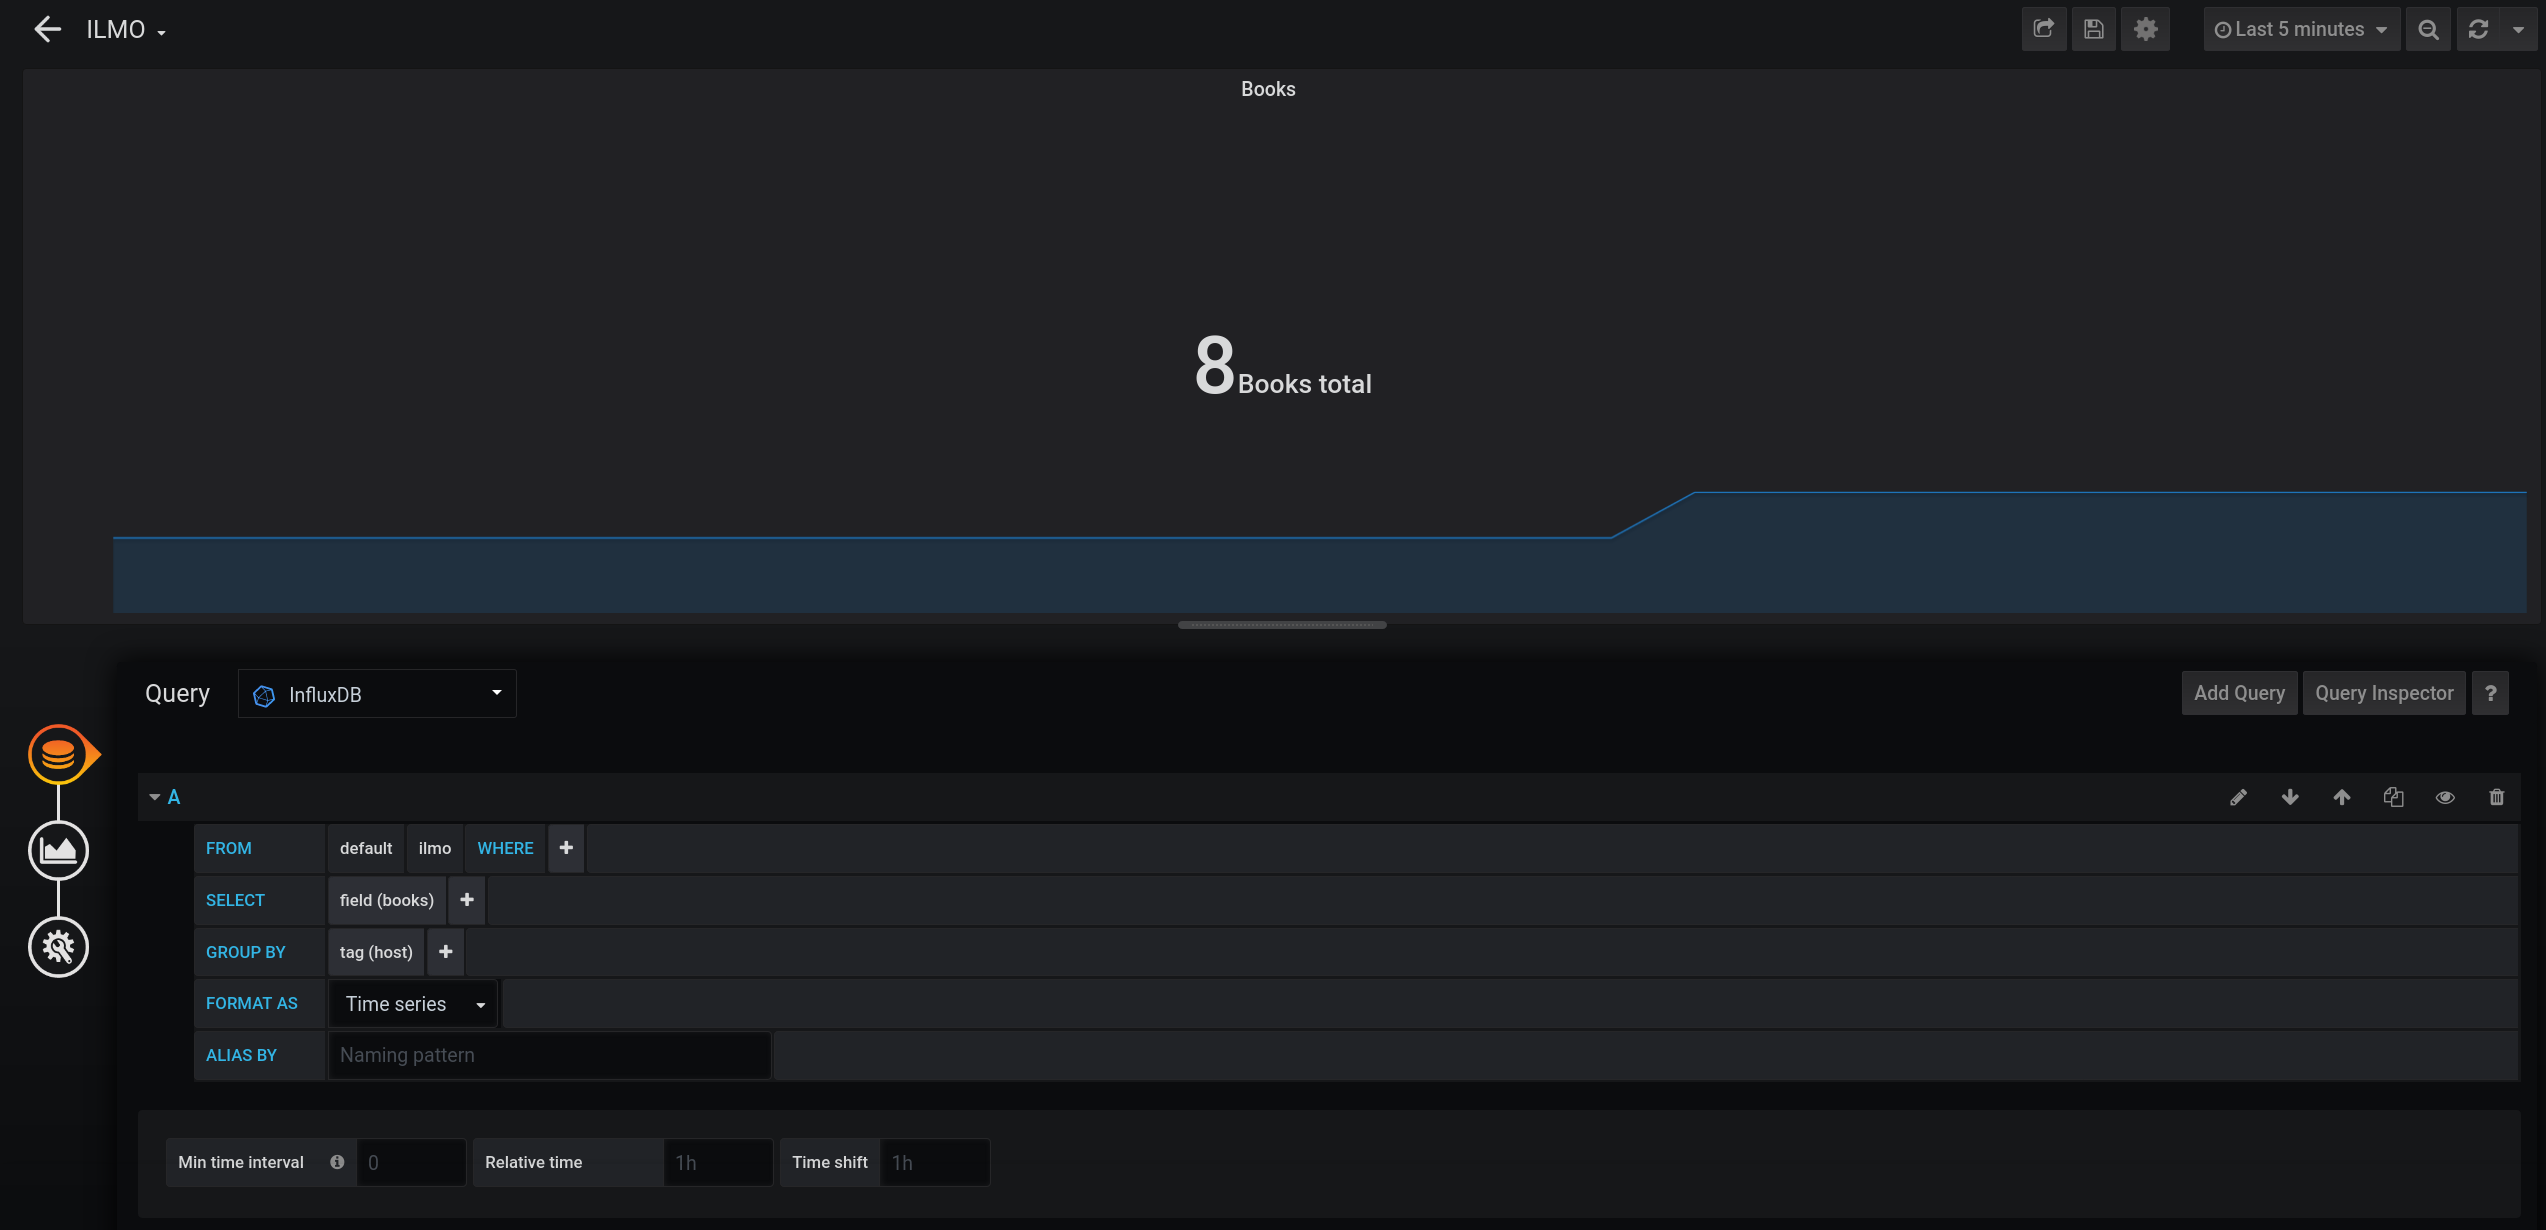 ILMO
Last 5 minutes
Books
8 Books total
Query InfluxDB Add Query Query Inspector ?
A
FROM default ilmo WHERE +
SELECT field (books) +
GROUP BY tag (host) +
FORMAT AS Time series
ALIAS BY Naming pattern
Min time interval 0 Relative time 1h Time shift 1h